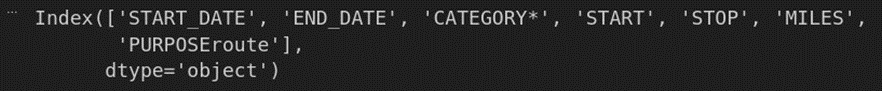 ... Index(['START_DATE', 'END_DATE', 'CATEGORY*', 'START', 'STOP', 'MILES',
'PURPOSEroute'],
dtype='object')